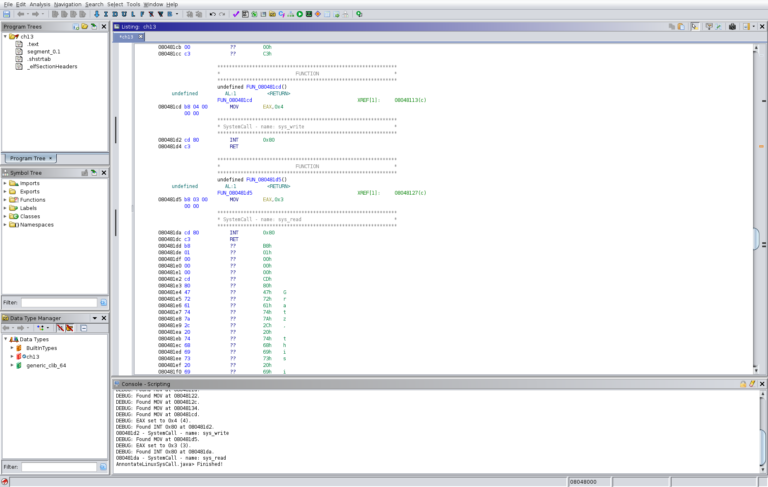 File Edit Analysis Navigation Search Select Tools Window Help
Program Trees
ch13
.text
segment_0.1
.shstrtab
_elfSectionHeaders
Program Tree ×
Symbol Tree
Imports
Exports
Functions
Labels
Classes
Namespaces
Filter:
Data Type Manager
Data Types
BuiltInTypes
ch13
generic_clib_64
Filter:
Listing: ch13
*ch13 ×
080481cb 00 ?? 00h
080481cc c3 ?? C3h
* FUNCTION *
undefined FUN_080481cd()
undefined AL:1 <RETURN>
FUN_080481cd XREF[1]: 08048113(c)
080481cd b8 04 00 MOV EAX,0x4
00 00
* SystemCall - name: sys_write
080481d2 cd 80 INT 0x80
080481d4 c3 RET
* FUNCTION *
undefined FUN_080481d5()
undefined AL:1 <RETURN>
FUN_080481d5 XREF[1]: 08048127(c)
080481d5 b8 03 00 MOV EAX,0x3
00 00
* SystemCall - name: sys_read
080481da cd 80 INT 0x80
080481dc c3 RET
080481dd b8 ?? B8h
080481de 01 ?? 01h
080481df 00 ?? 00h
080481e0 00 ?? 00h
080481e1 00 ?? 00h
080481e2 cd ?? CDh
080481e3 80 ?? 80h
080481e4 47 ?? 47h G
080481e5 72 ?? 72h r
080481e6 61 ?? 61h a
080481e7 74 ?? 74h t
080481e8 7a ?? 7Ah z
080481e9 2c ?? 2Ch ,
080481ea 20 ?? 20h
080481eb 74 ?? 74h t
080481ec 68 ?? 68h h
080481ed 69 ?? 69h i
080481ee 73 ?? 73h s
080481ef 20 ?? 20h
080481f0 69 ?? 69h i
Console - Scripting
DEBUG: Found MOV at 08048122.
DEBUG: Found MOV at 0804812c.
DEBUG: Found MOV at 08048134.
DEBUG: Found MOV at 080481cd.
DEBUG: EAX set to 0x4 (4).
DEBUG: Found INT 0x80 at 080481d2.
080481d2 - SystemCall - name: sys_write
DEBUG: Found MOV at 080481d5.
DEBUG: EAX set to 0x3 (3).
DEBUG: Found INT 0x80 at 080481da.
080481da - SystemCall - name: sys_read
AnnontateLinusSysCall.java> Finished!
08048000